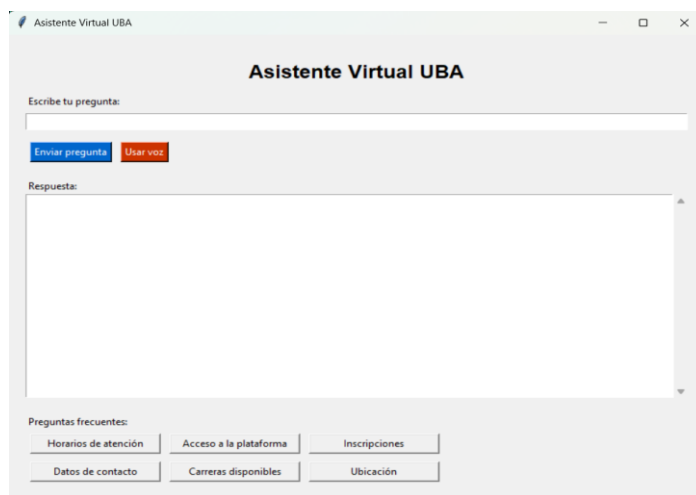 Asistente Virtual UBA
Asistente Virtual UBA
Escribe tu pregunta:
Enviar pregunta Usar voz
Respuesta:
Preguntas frecuentes:
Horarios de atención Acceso a la plataforma Inscripciones
Datos de contacto Carreras disponibles Ubicación